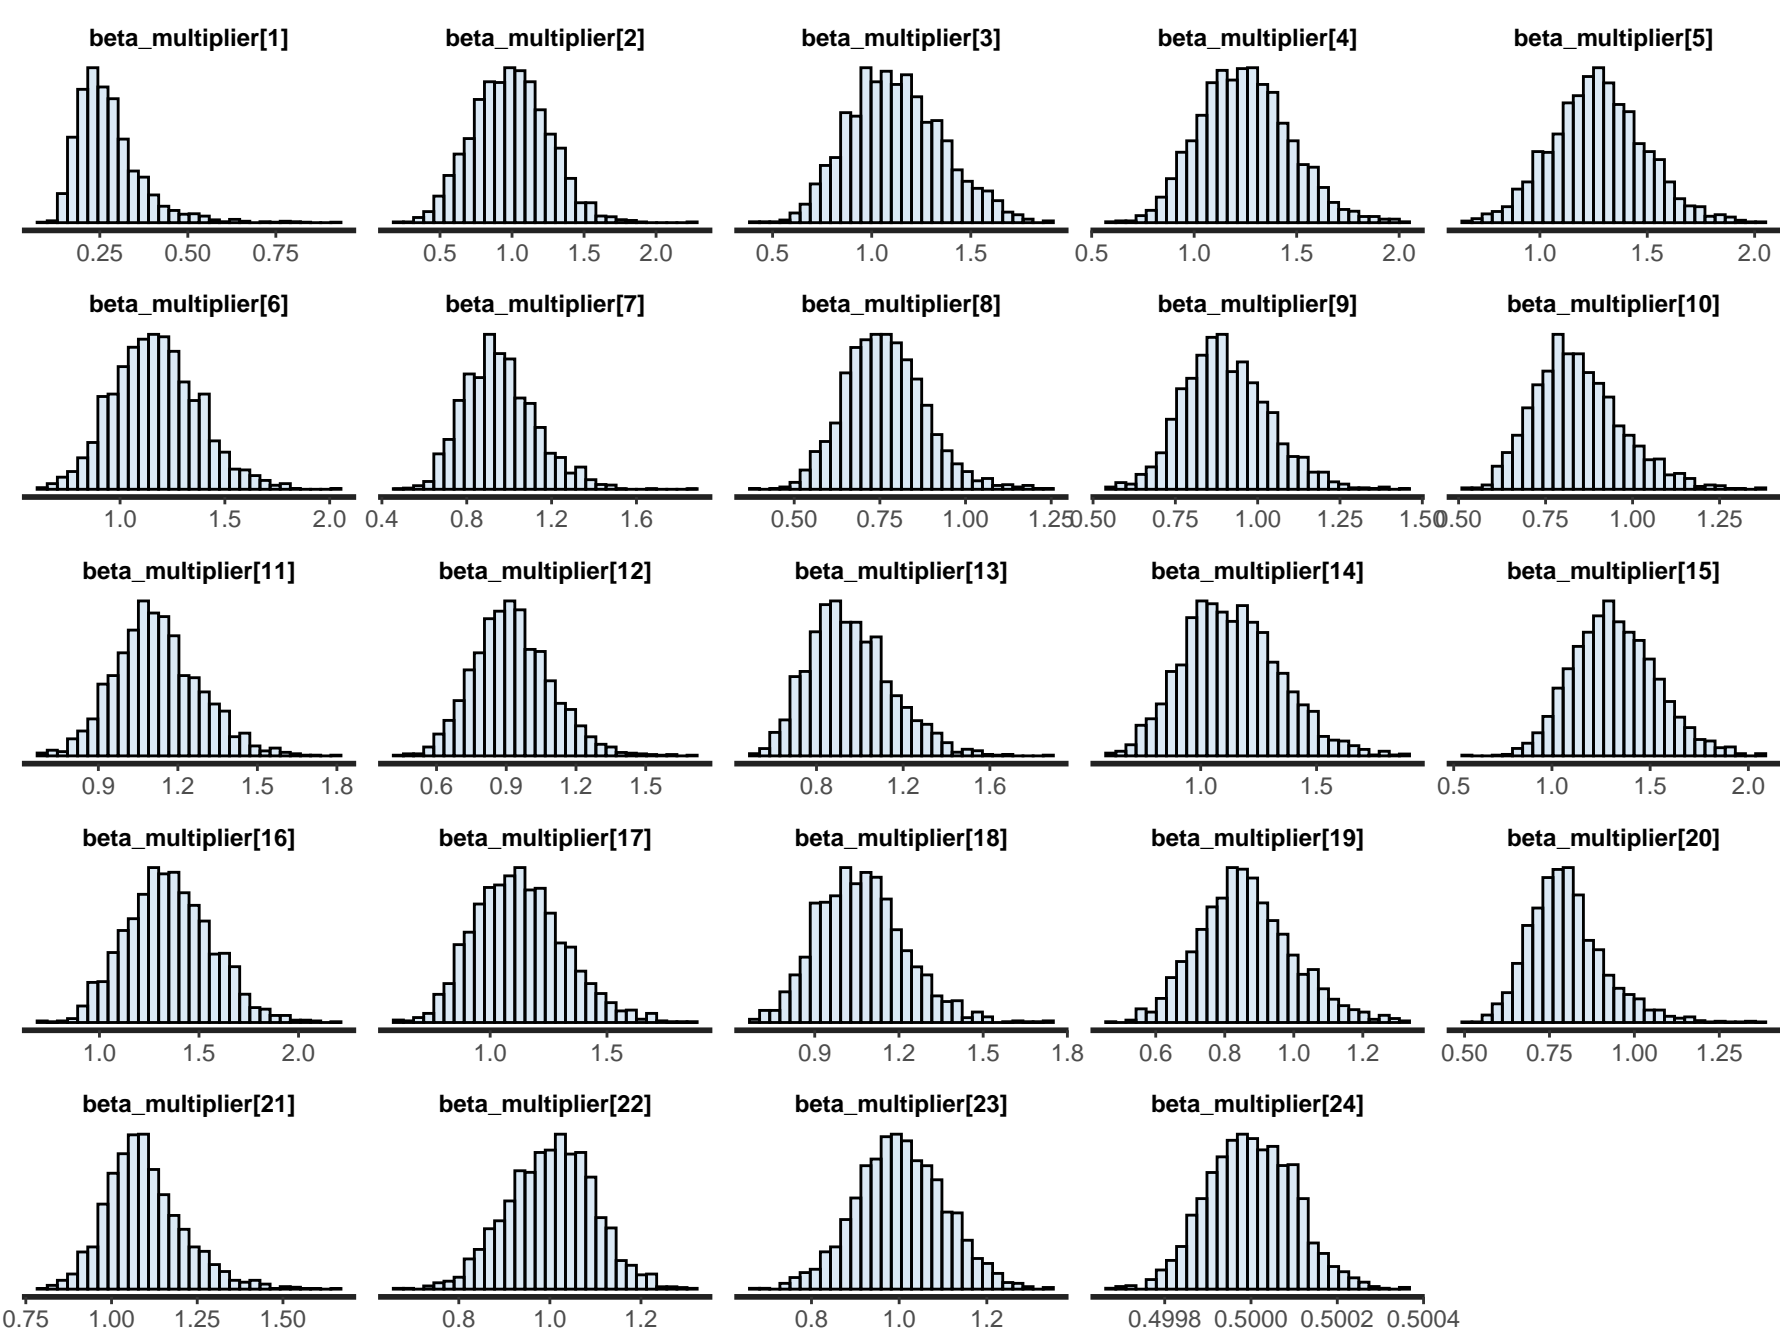 beta_multiplier[1] beta_multiplier[2] beta_multiplier[3] beta_multiplier[4] beta_multiplier[5]
0.25 0.50 0.75 0.5 1.0 1.5 2.0 0.5 1.0 1.5 0.5 1.0 1.5 2.0 1.0 1.5 2.0
beta_multiplier[6] beta_multiplier[7] beta_multiplier[8] beta_multiplier[9] beta_multiplier[10]
1.0 1.5 2.0 0.4 0.8 1.2 1.6 0.50 0.75 1.00 1.25 0.50 0.75 1.00 1.25 1.50 0.50 0.75 1.00 1.25
beta_multiplier[11] beta_multiplier[12] beta_multiplier[13] beta_multiplier[14] beta_multiplier[15]
0.9 1.2 1.5 1.8 0.6 0.9 1.2 1.5 0.8 1.2 1.6 1.0 1.5 0.5 1.0 1.5 2.0
beta_multiplier[16] beta_multiplier[17] beta_multiplier[18] beta_multiplier[19] beta_multiplier[20]
1.0 1.5 2.0 1.0 1.5 0.9 1.2 1.5 1.8 0.6 0.8 1.0 1.2 0.50 0.75 1.00 1.25
beta_multiplier[21] beta_multiplier[22] beta_multiplier[23] beta_multiplier[24]
0.75 1.00 1.25 1.50 0.8 1.0 1.2 0.8 1.0 1.2 0.4998 0.5000 0.5002 0.5004